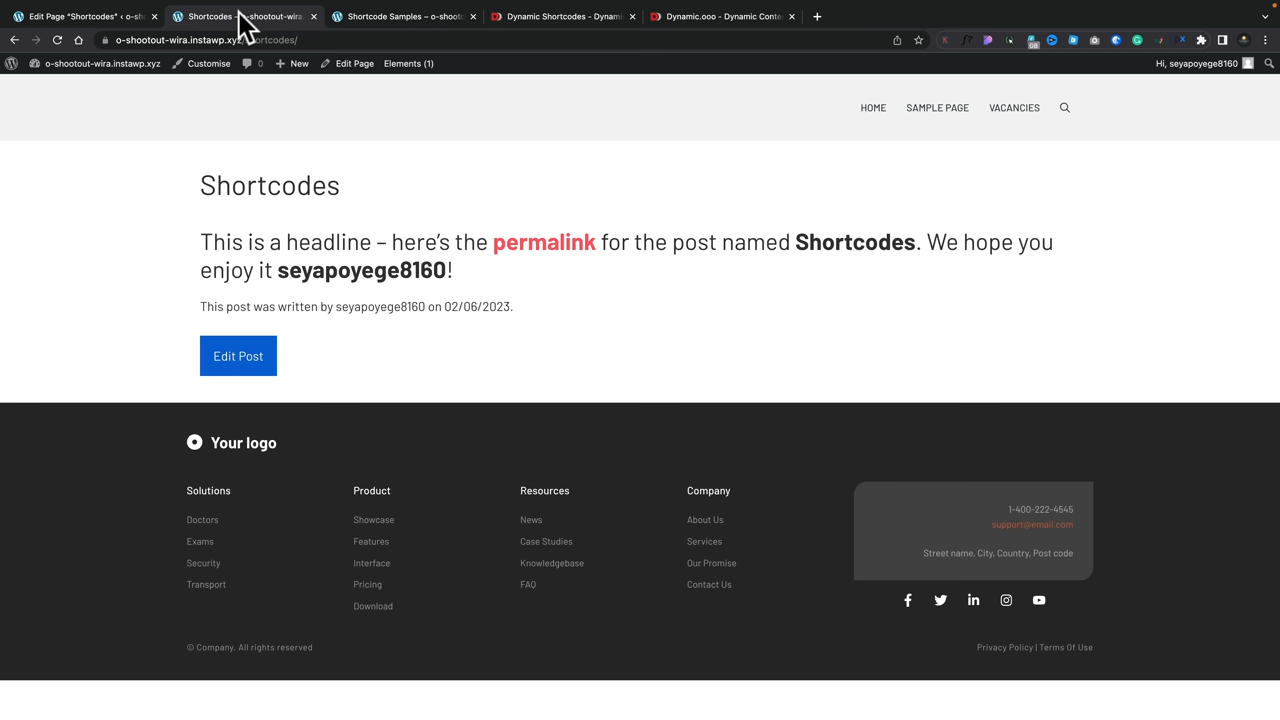 Edit Page "Shortcodes" ‹ o-sh
Shortcodes – o-shootout-wira.
Shortcode Samples – o-shooto
Dynamic Shortcodes - Dynami
Dynamic.ooo - Dynamic Conte
o-shootout-wira.instawp.xyz/shortcodes/
o-shootout-wira.instawp.xyz
Customise
0
New
Edit Page
Elements (1)
Hi, seyapoyege8160
HOME
SAMPLE PAGE
VACANCIES
Shortcodes
This is a headline – here's the permalink for the post named Shortcodes. We hope you
enjoy it seyapoyege8160!
This post was written by seyapoyege8160 on 02/06/2023.
Edit Post
Your logo
Solutions
Doctors
Exams
Security
Transport
Product
Showcase
Features
Interface
Pricing
Download
Resources
News
Case Studies
Knowledgebase
FAQ
Company
About Us
Services
Our Promise
Contact Us
1-400-222-4545
support@email.com
Street name, City, Country, Post code
© Company. All rights reserved
Privacy Policy | Terms Of Use